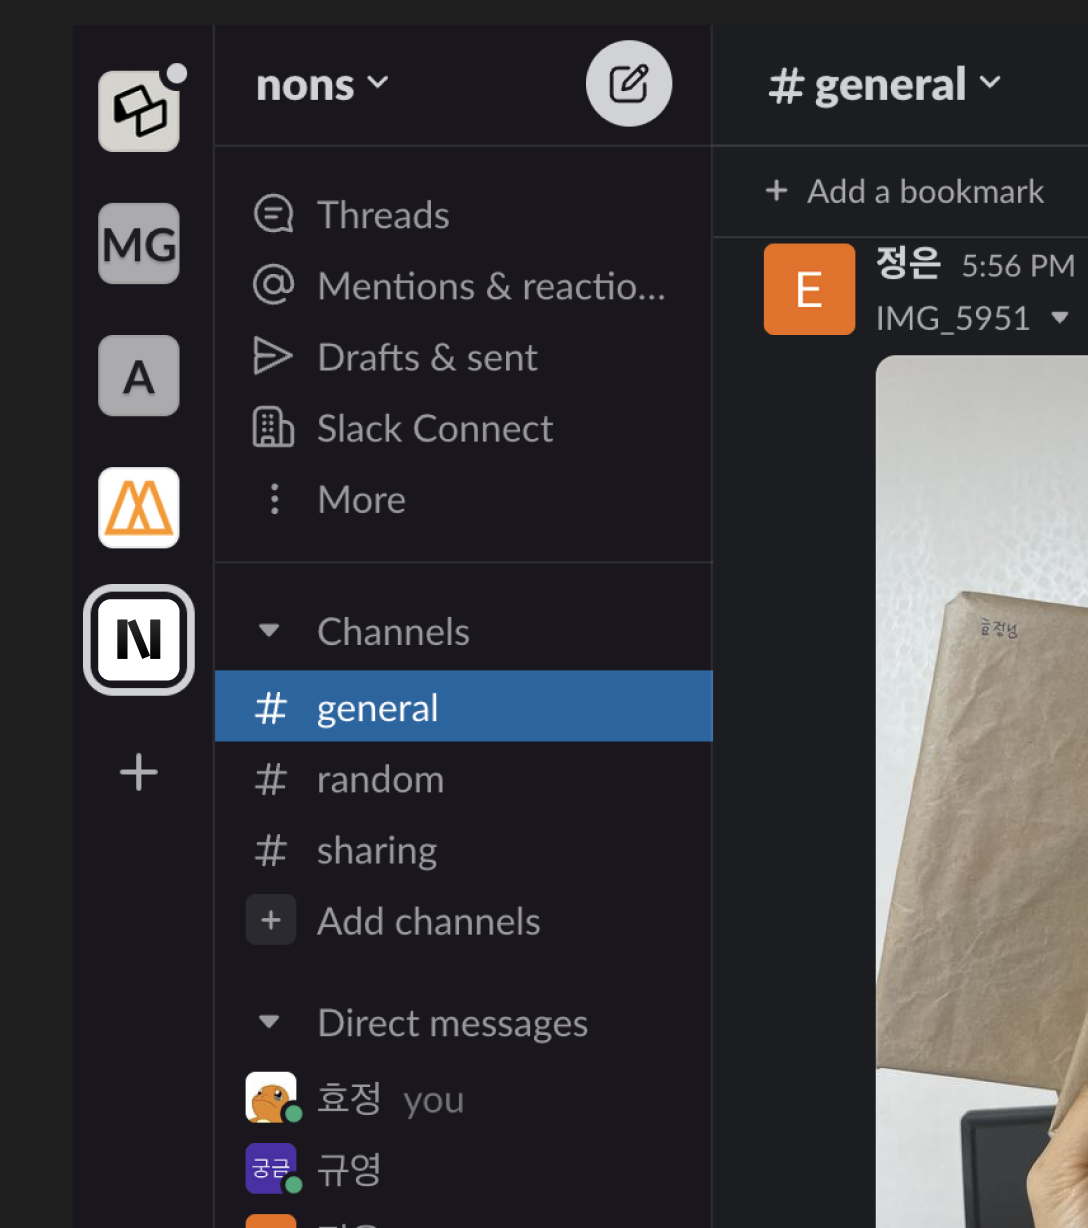 MG
A
N
nons
Threads
Mentions & reactio...
Drafts & sent
Slack Connect
More
Channels
# general
# random
# sharing
+ Add channels
Direct messages
효정 you
궁금
규영
# general
+ Add a bookmark
E
정은 5:56 PM
IMG_5951
효정님